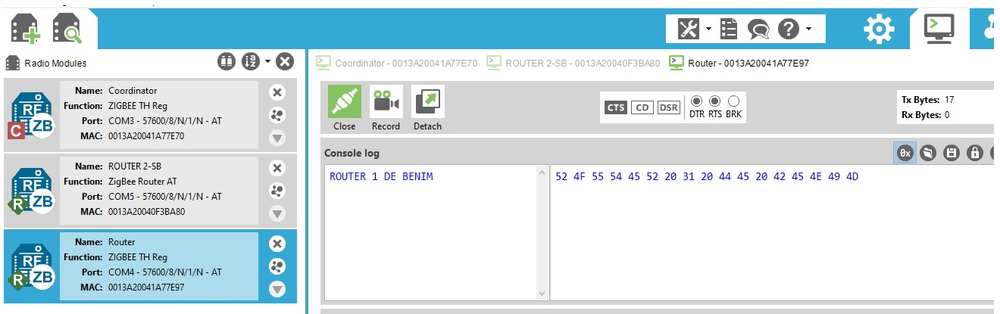 Radio Modules
Name: Coordinator
Function: ZIGBEE TH Reg
Port: COM3 - 57600/8/N/1/N - AT
MAC: 0013A20041A77E70
RF
ZB
C
Name: ROUTER 2-SB
Function: ZigBee Router AT
Port: COM5 - 57600/8/N/1/N - AT
MAC: 0013A20040F3BA80
RF
ZB
R
Name: Router
Function: ZIGBEE TH Reg
Port: COM4 - 57600/8/N/1/N - AT
MAC: 0013A20041A77E97
RF
ZB
R
Coordinator - 0013A20041A77E70 ROUTER 2-SB - 0013A20040F3BA80 Router - 0013A20041A77E97
Close Record Detach
CTS CD DSR DTR RTS BRK
Tx Bytes: 17
Rx Bytes: 0
Console log
0x
ROUTER 1 DE BENIM
52 4F 55 54 45 52 20 31 20 44 45 20 42 45 4E 49 4D